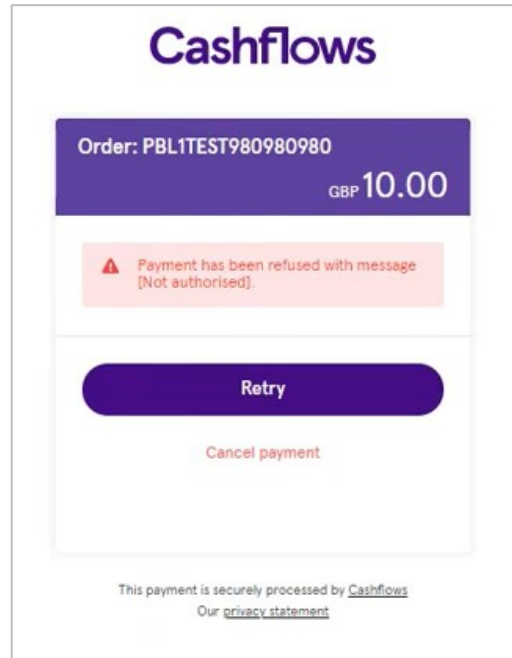 Cashflows
Order: PBL1TEST980980980
GBP 10.00
Payment has been refused with message
[Not authorised].
Retry
Cancel payment
This payment is securely processed by Cashflows
Our privacy statement